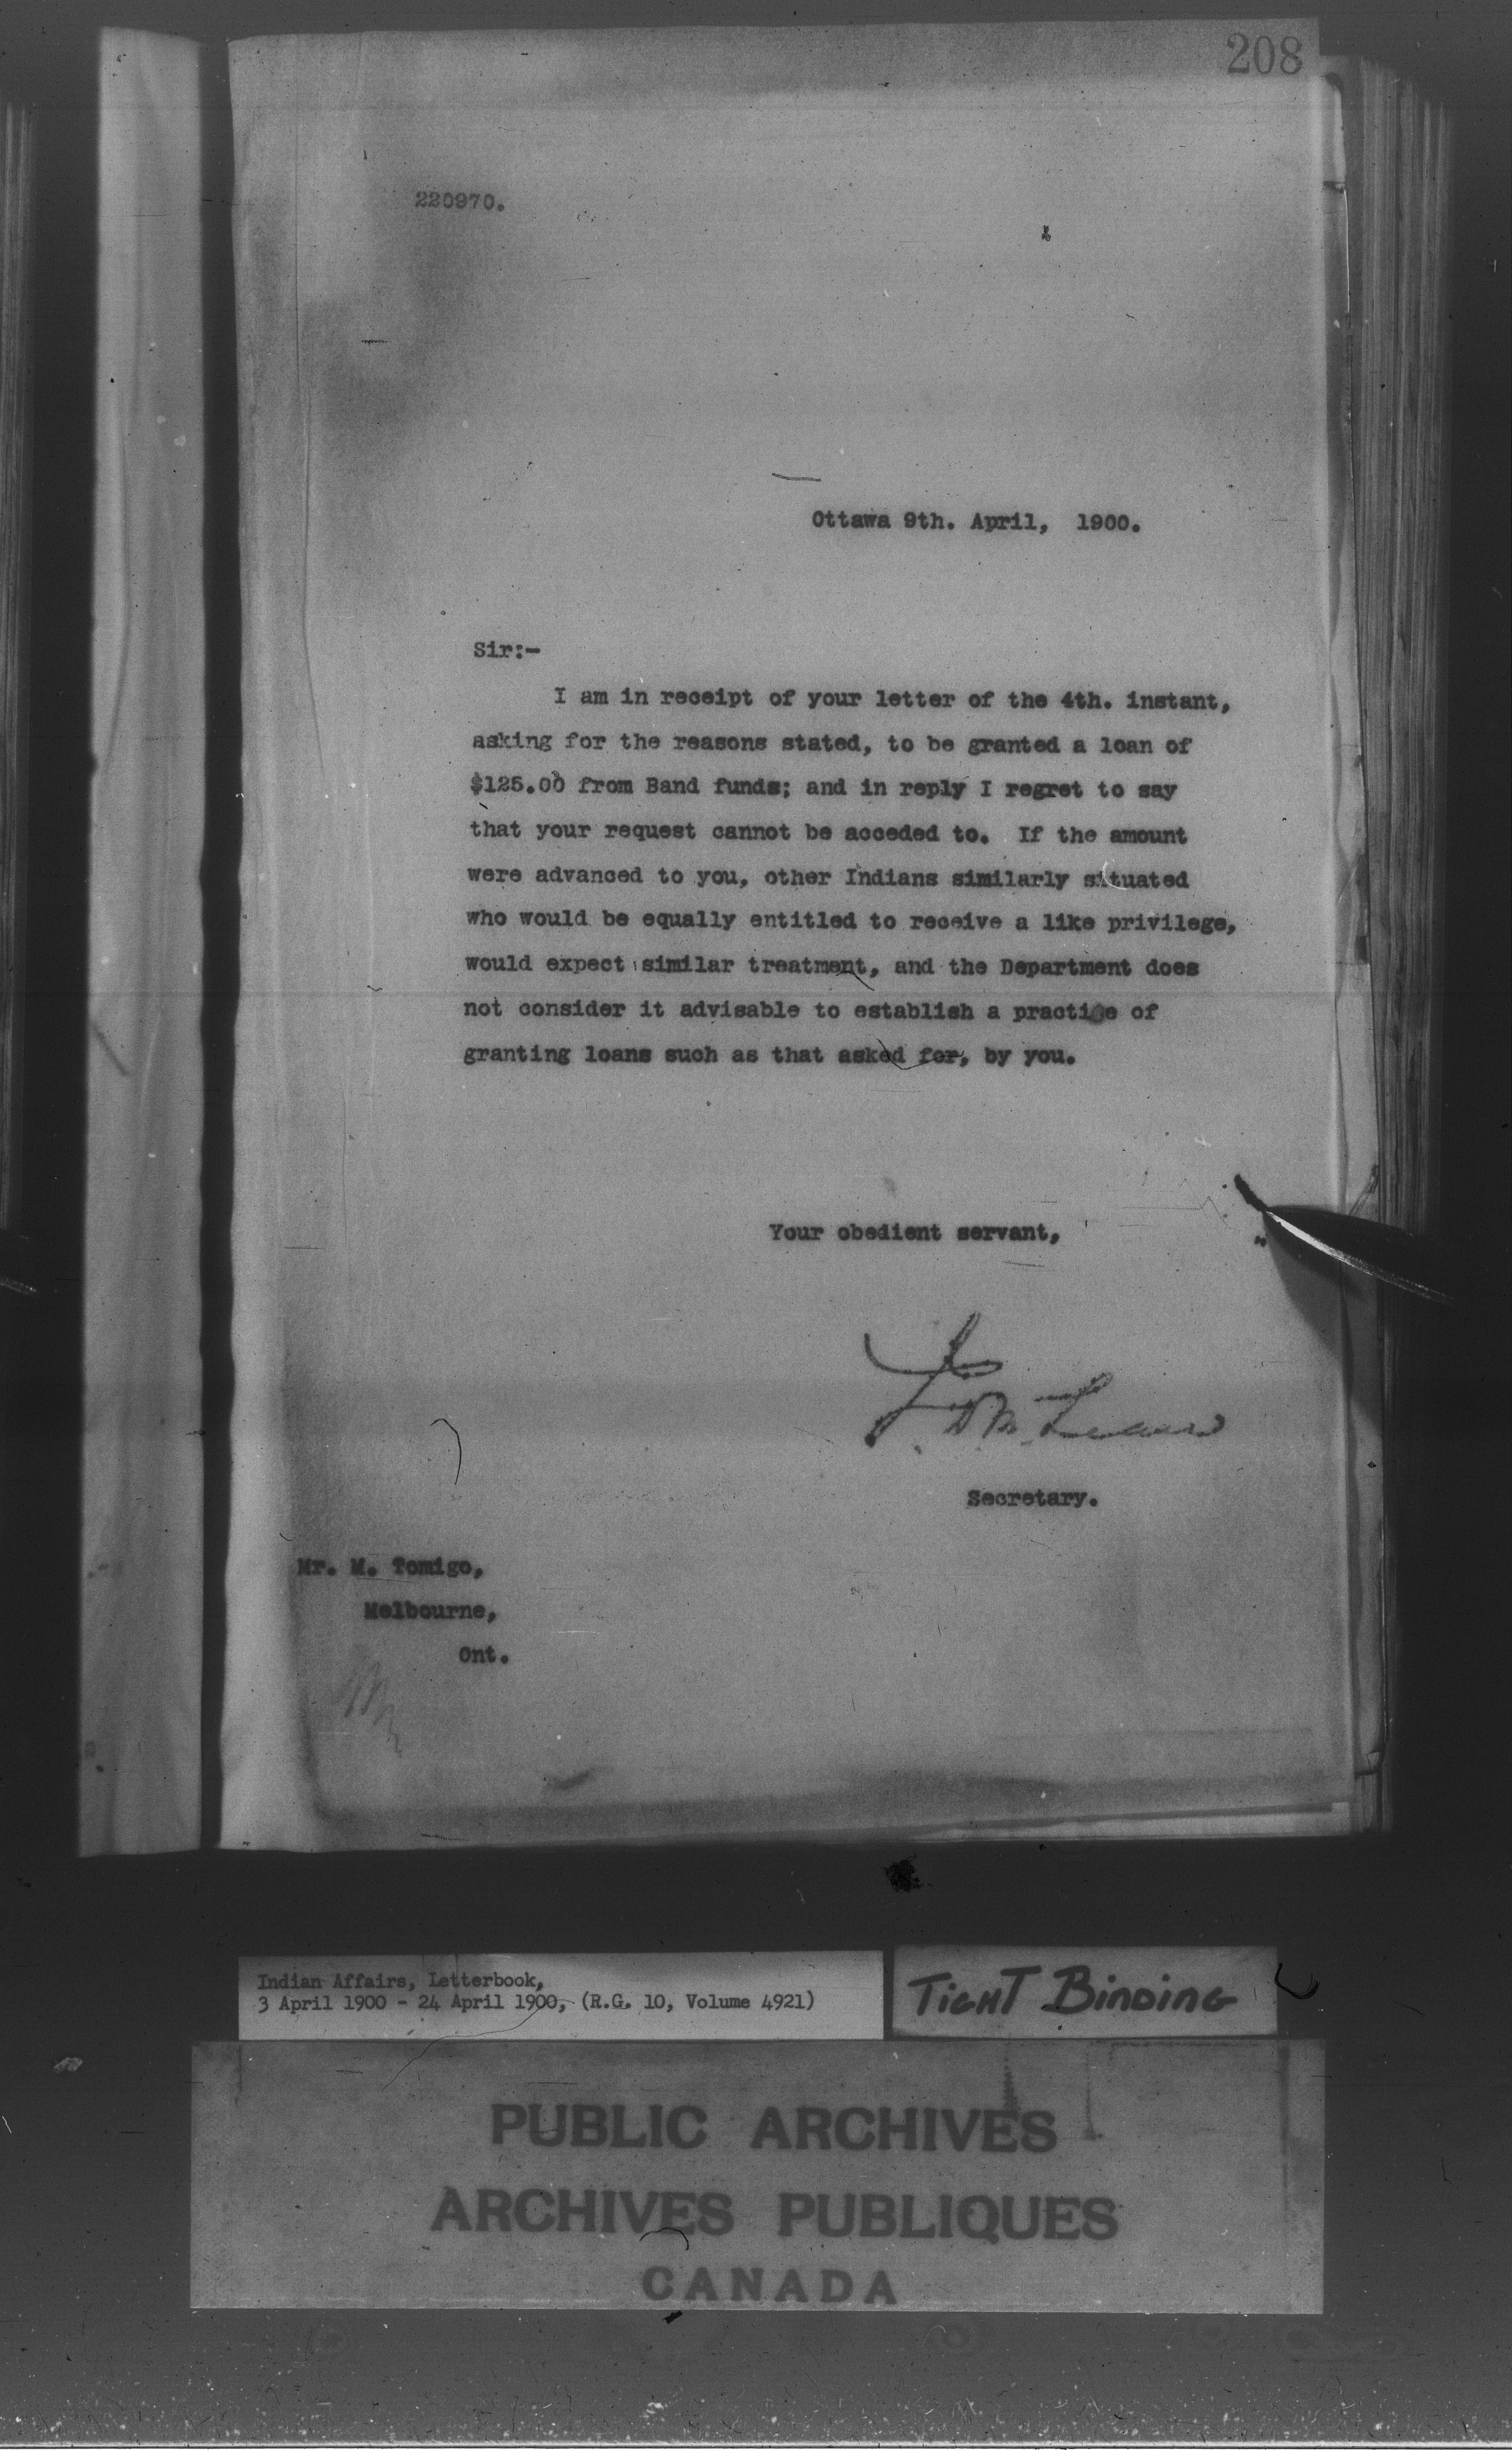 208
220970.
Ottawa 9th. April, 1900.
Sir:-
I am in receipt of your letter of the 4th. instant,
asking for the reasons stated, to be granted a loan of
$125.00 from Band funds; and in reply I regret to say
that your request cannot be acceded to. If the amount
were advanced to you, other Indians similarly situated
who would be equally entitled to receive a like privilege,
would expect similar treatment, and the Department does
not consider it advisable to establish a practice of
granting loans such as that asked for, by you.
Your obedient servant,
Secretary.
Mr. M. Tomigo,
Melbourne,
Ont.
Indian Affairs, Letterbook,
3 April 1900 - 24 April 1900, (R.G. 10, Volume 4921)
TIGHT BINDING
PUBLIC ARCHIVES
ARCHIVES PUBLIQUES
CANADA